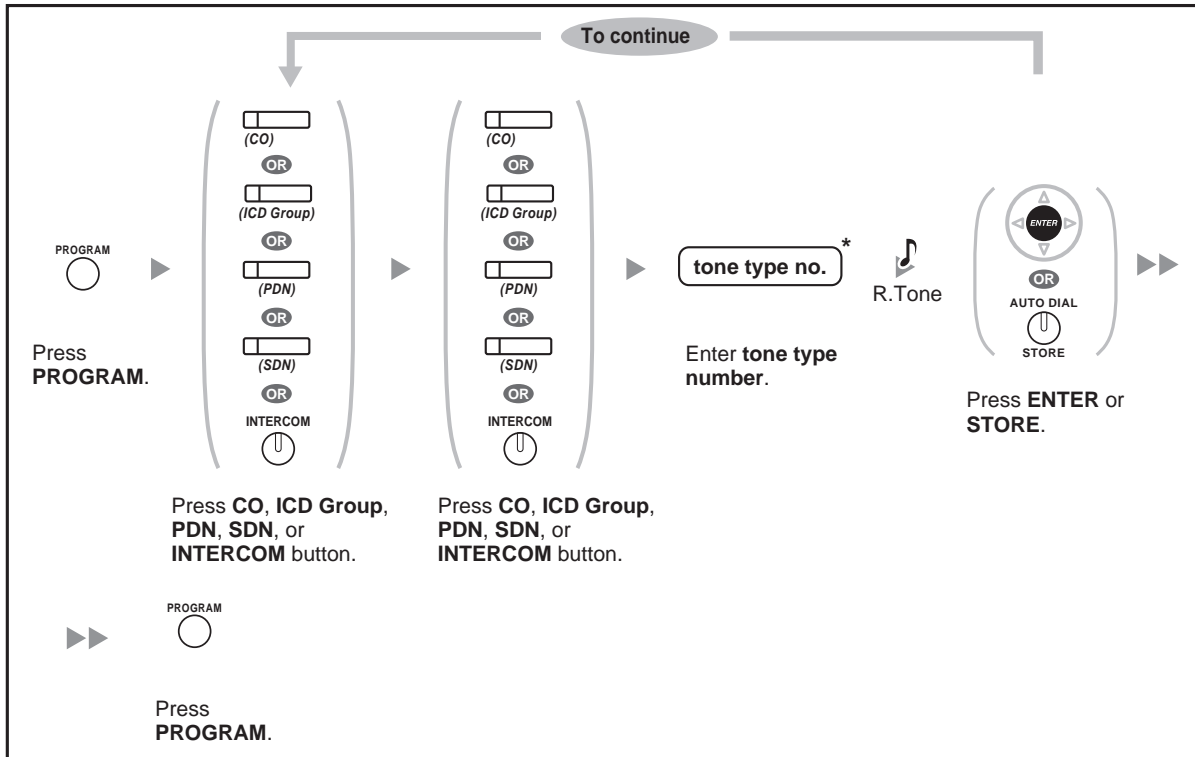 To continue
PROGRAM
Press
PROGRAM.
(CO)
OR
(ICD Group)
OR
(PDN)
OR
(SDN)
OR
INTERCOM
Press CO, ICD Group,
PDN, SDN, or
INTERCOM button.
(CO)
OR
(ICD Group)
OR
(PDN)
OR
(SDN)
OR
INTERCOM
Press CO, ICD Group,
PDN, SDN, or
INTERCOM button.
tone type no.*
Enter tone type
number.
R.Tone
ENTER
OR
AUTO DIAL
STORE
Press ENTER or
STORE.
PROGRAM
Press
PROGRAM.